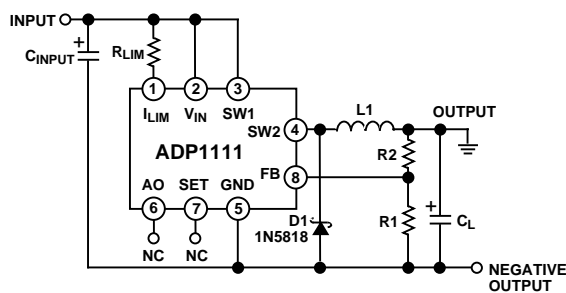 INPUT
+
CINPUT
RLIM
1
2
3
ILIM
VIN
SW1
L1
OUTPUT
SW2
4
R2
ADP1111
FB
8
AO
SET
GND
6
7
5
D1
1N5818
R1
+
CL
NC
NC
NEGATIVE
OUTPUT